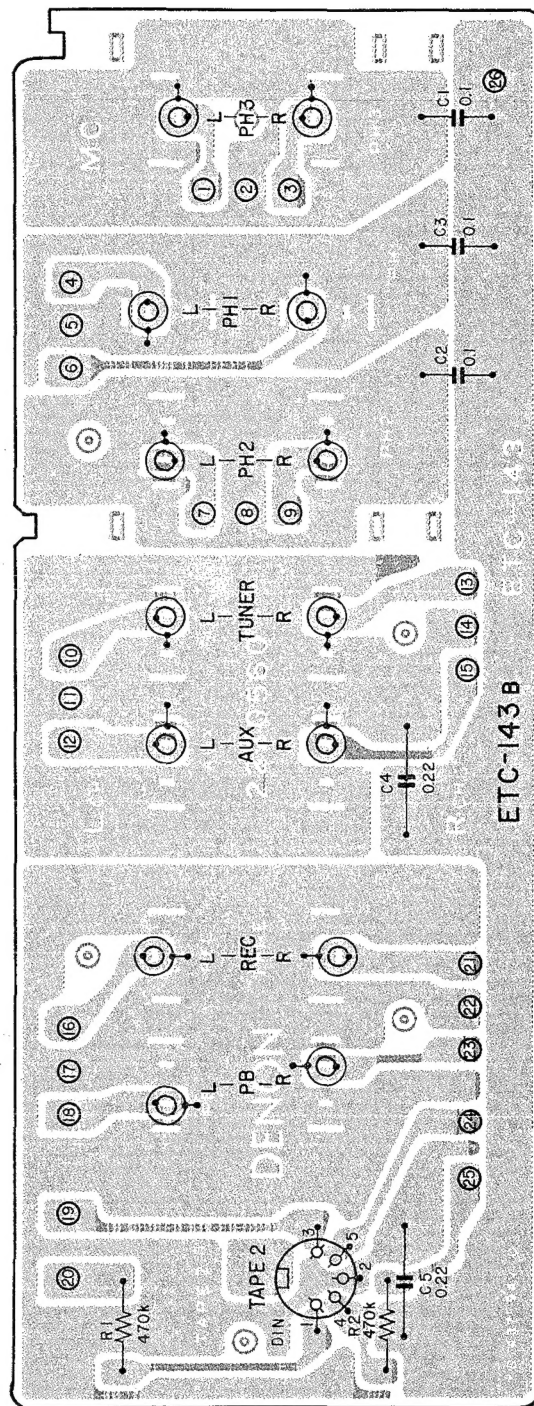 MC
L
PH3
R
1
2
3
26
C1
0.1
4
5
6
L
PH1
R
C3
0.1
C2
0.1
7
8
9
L
PH2
R
10
11
12
L
TUNER
R
L
AUX
R
13
14
15
C4
0.22
ETC-143
ETC-143B
16
17
18
L
REC
R
L
PB
R
DENON
21
22
23
24
25
19
20
R1
470k
TAPE 2
DIN
1
4
2
5
3
R2
470k
C5
0.22